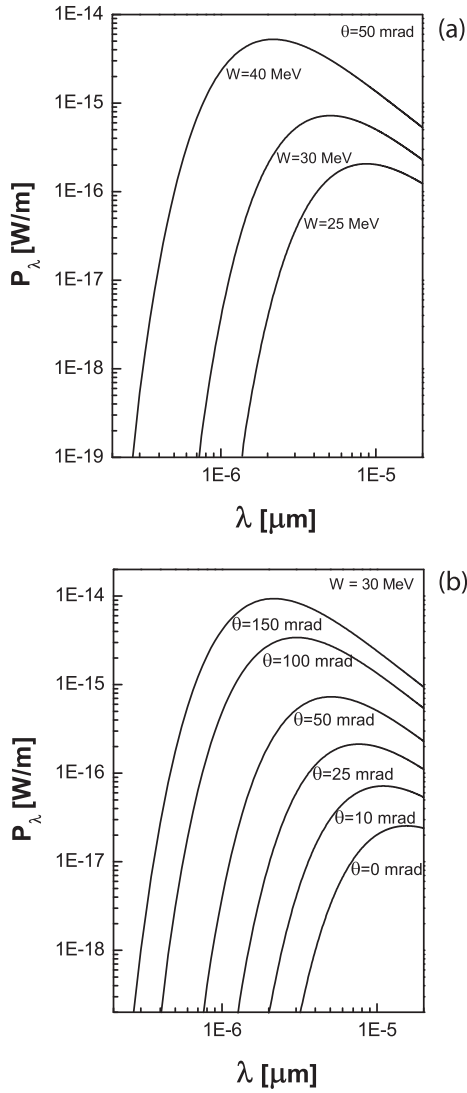 (a)
θ=50 mrad
W=40 MeV
W=30 MeV
W=25 MeV
1E-14
1E-15
1E-16
1E-17
1E-18
1E-19
P_λ [W/m]
1E-6 1E-5
λ [μm]
(b)
W = 30 MeV
θ=150 mrad
θ=100 mrad
θ=50 mrad
θ=25 mrad
θ=10 mrad
θ=0 mrad
1E-14
1E-15
1E-16
1E-17
1E-18
P_λ [W/m]
1E-6 1E-5
λ [μm]